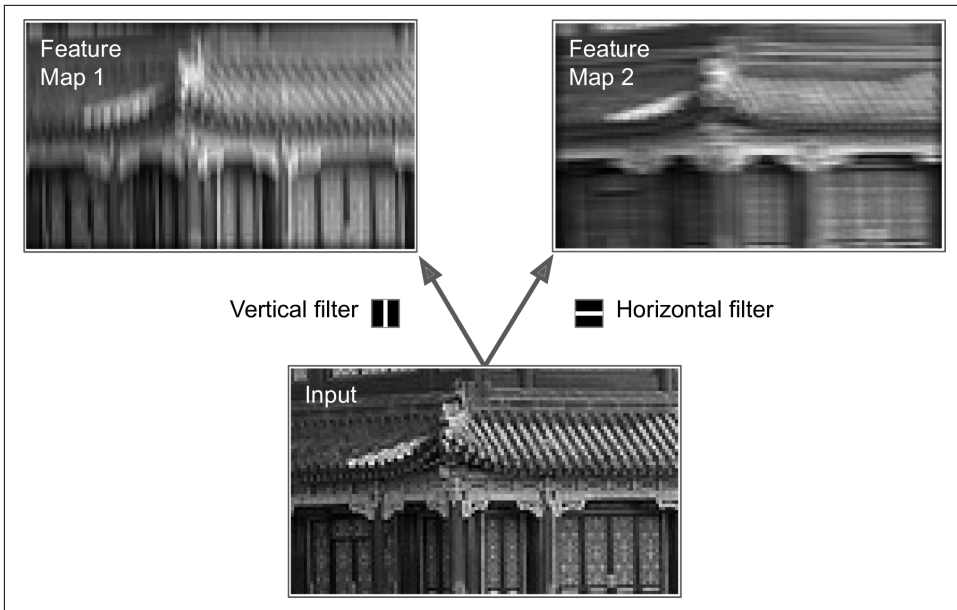 Feature
Map 1
Feature
Map 2
Vertical filter
Horizontal filter
Input